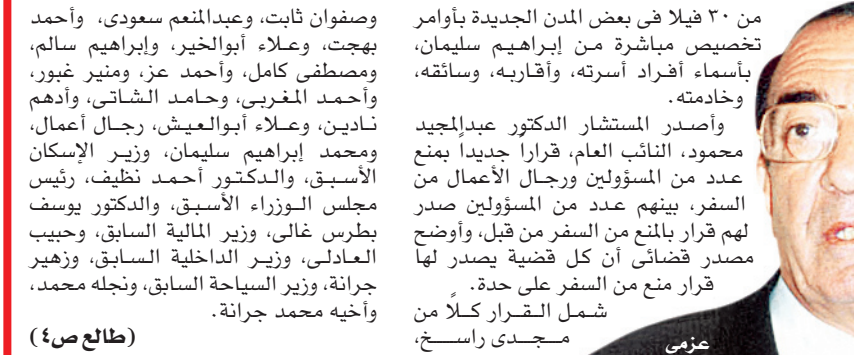 من ٣٠ فيلا فى بعض المدن الجديدة بأوامر
تخصيص مباشرة من إبراهيم سليمان،
بأسماء أفراد أسرته، وأقاربه، وسائقه،
وخادمته.
وأصدر المستشار الدكتور عبدالمجيد
محمود، النائب العام، قراراً جديداً بمنع
عدد من المسؤولين ورجال الأعمال من
السفر، بينهم عدد من المسؤولين صدر
لهم قرار بالمنع من السفر من قبل، وأوضح
مصدر قضائى أن كل قضية يصدر لها
قرار منع من السفر على حدة.
شمل القرار كلاً من
مجدى راسخ،
عزمى
وصفوان ثابت، وعبدالمنعم سعودى، وأحمد
بهجت، وعلاء أبوالخير، وإبراهيم سالم،
ومصطفى كامل، وأحمد عز، ومنير غبور،
وأحمد المغربى، وحامد الشاتى، وأدهم
نادين، وعلاء أبوالعيش، رجال أعمال،
ومحمد إبراهيم سليمان، وزير الإسكان
الأسبق، والدكتور أحمد نظيف، رئيس
مجلس الوزراء الأسبق، والدكتور يوسف
بطرس غالى، وزير المالية السابق، وحبيب
العادلى، وزير الداخلية السابق، وزهير
جرانة، وزير السياحة السابق، ونجله محمد،
وأخيه محمد جرانة.
(طالع ص٤)